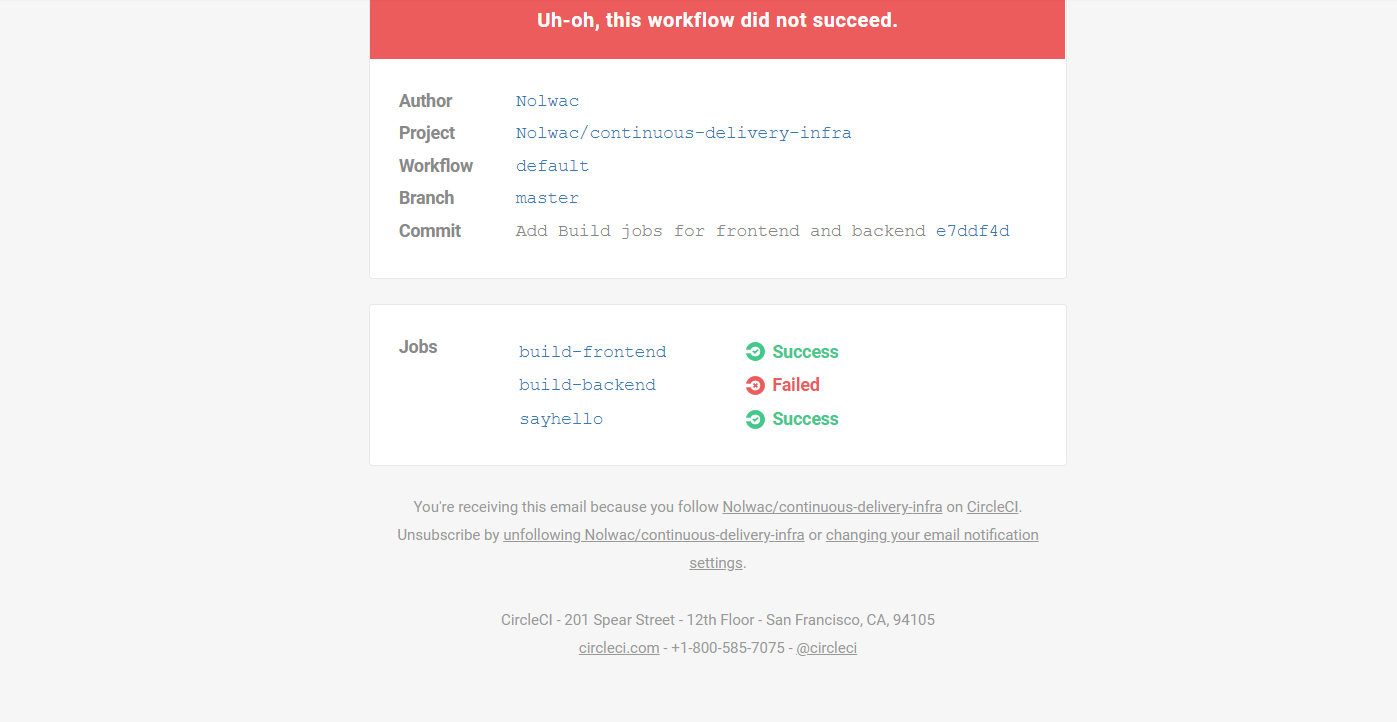 Uh-oh, this workflow did not succeed.
Author Nolwac
Project Nolwac/continuous-delivery-infra
Workflow default
Branch master
Commit Add Build jobs for frontend and backend e7ddf4d
Jobs build-frontend Success
build-backend Failed
sayhello Success
You're receiving this email because you follow Nolwac/continuous-delivery-infra on CircleCI.
Unsubscribe by unfollowing Nolwac/continuous-delivery-infra or changing your email notification
settings.
CircleCI - 201 Spear Street - 12th Floor - San Francisco, CA, 94105
circleci.com - +1-800-585-7075 - @circleci